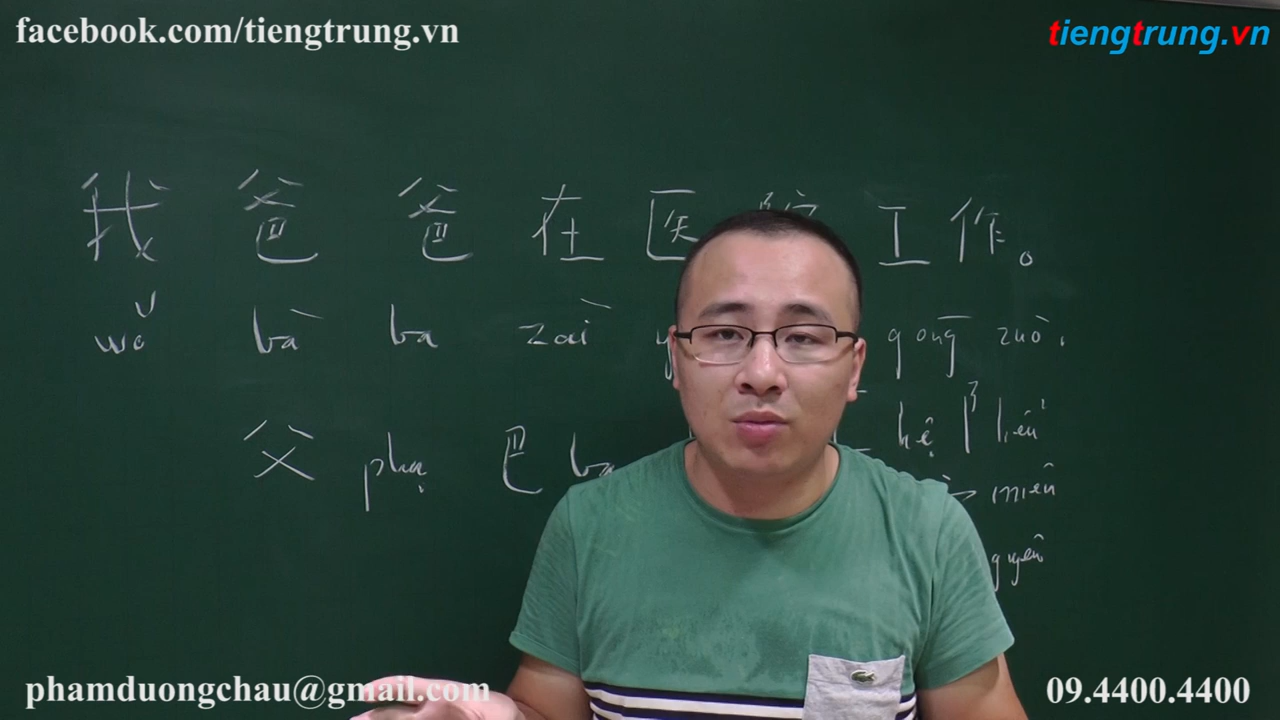 facebook.com/tiengtrung.vn
tiengtrung.vn
我 爸 爸 在 医 院 工 作。
wǒ bà ba zài y gōng zuò.
父 phụ 巴 ba
hệ
miên
phamduongchau@gmail.com
09.4400.4400